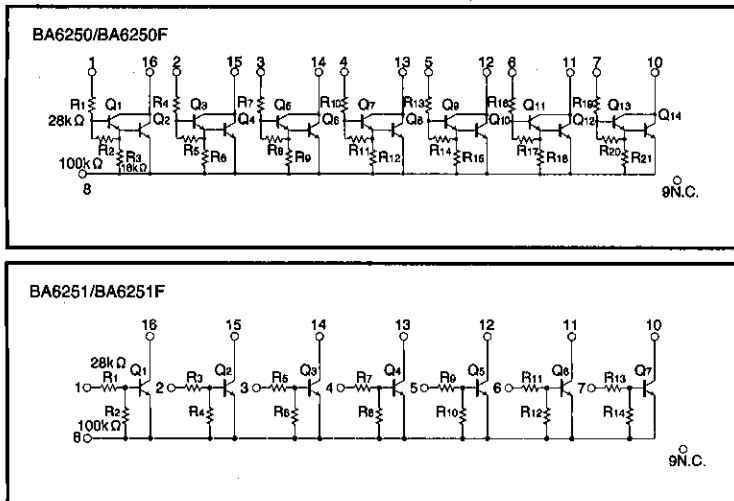 BA6250/BA6250F
1 16 2 15 3 14 4 13 5 12 6 11 7 10
R1 Q1 R4 Q3 R7 Q5 R10 Q7 R13 Q9 R16 Q11 R19 Q13
28kΩ Q2 Q4 Q6 Q8 Q10 Q12 Q14
R2 R3 R5 R6 R8 R9 R11 R12 R14 R15 R17 R18 R20 R21
18kΩ
100kΩ
8
9N.C.
BA6251/BA6251F
16 15 14 13 12 11 10
28kΩ Q1 Q2 Q3 Q4 Q5 Q6 Q7
1 R1 2 R3 3 R5 4 R7 5 R9 6 R11 7 R13
R2 R4 R6 R8 R10 R12 R14
100kΩ
8
9N.C.